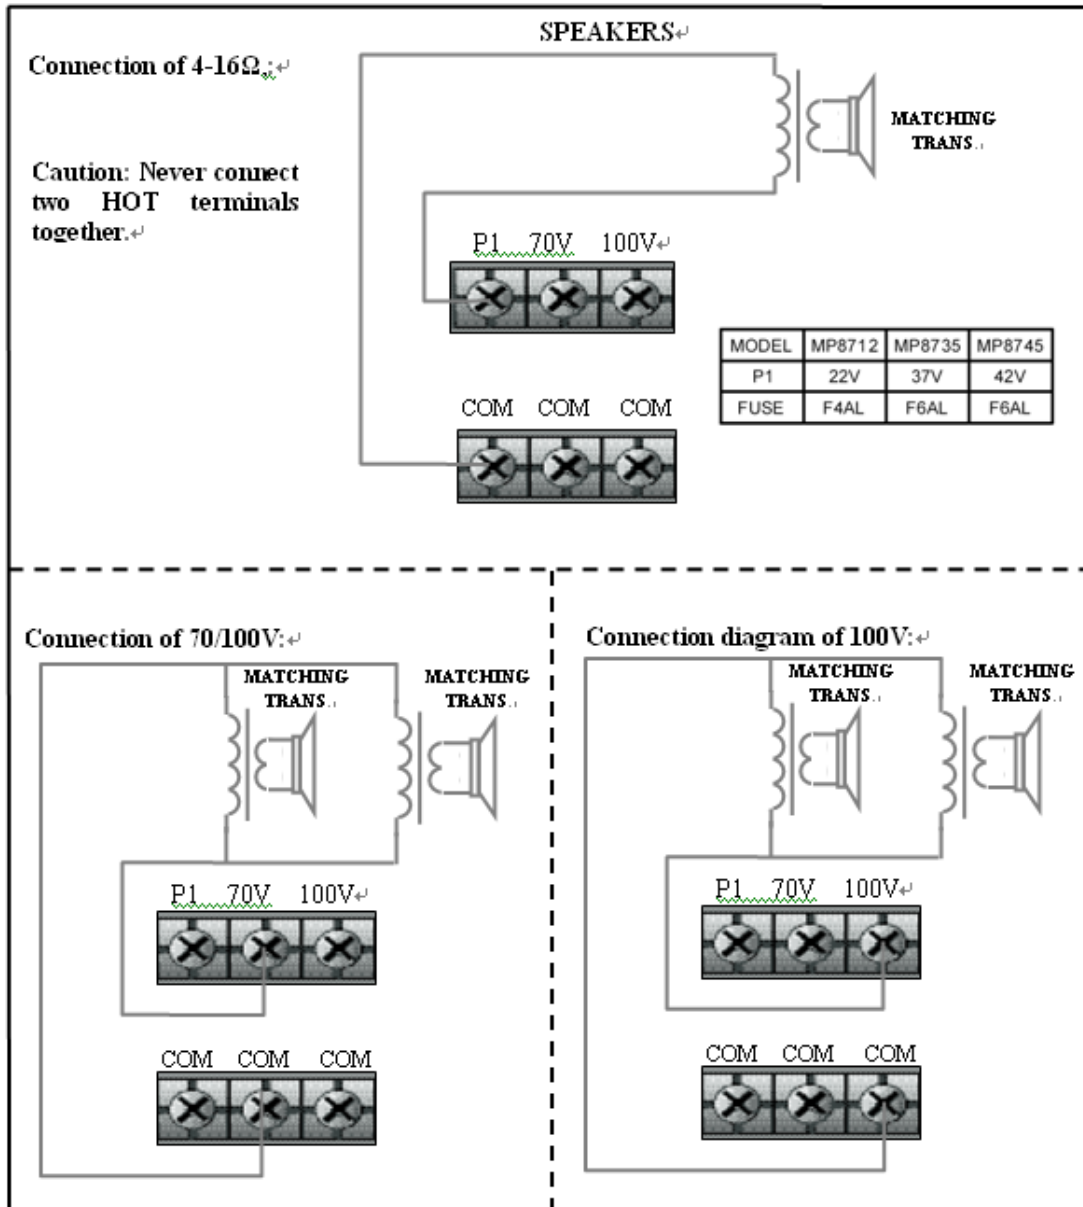 SPEAKERS↵
Connection of 4-16Ω.:↵
MATCHING
TRANS.
Caution: Never connect
two HOT terminals
together.↵
P1 70V 100V↵
MODEL MP8712 MP8735 MP8745
P1 22V 37V 42V
FUSE F4AL F6AL F6AL
COM COM COM
Connection of 70/100V:↵
MATCHING
TRANS.
MATCHING
TRANS.
P1 70V 100V↵
COM COM COM
Connection diagram of 100V:↵
MATCHING
TRANS.
MATCHING
TRANS.
P1 70V 100V↵
COM COM COM